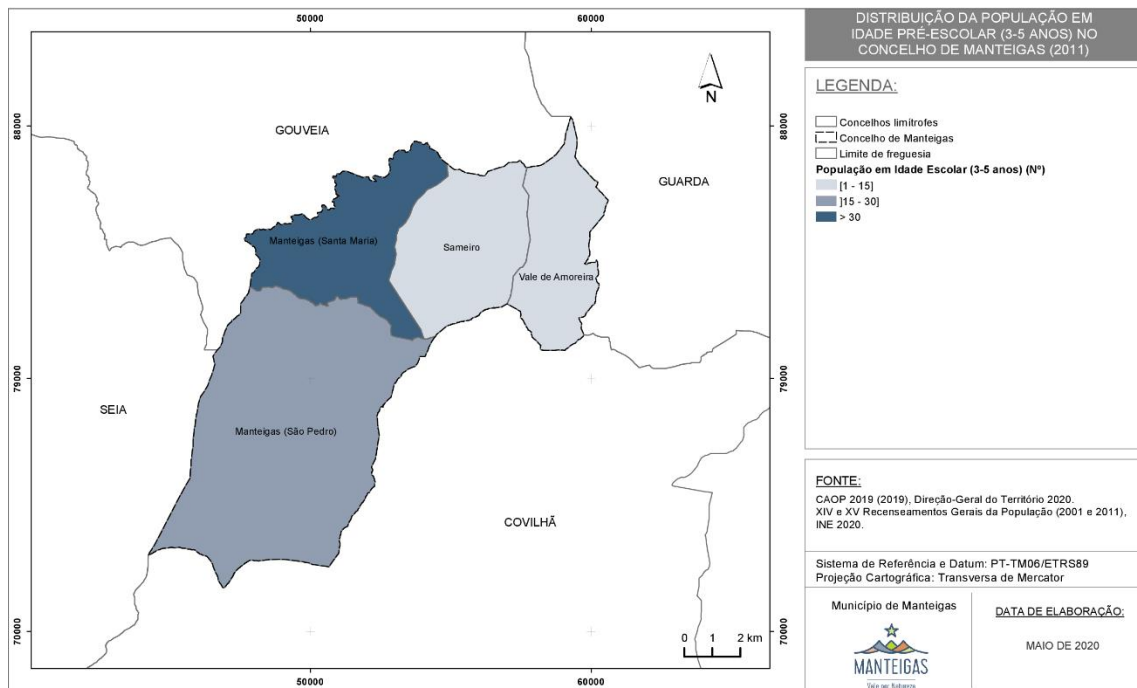 50000
60000
88000
88000
79000
79000
70000
70000
50000
60000
GOUVEIA
GUARDA
SEIA
COVILHÃ
N
Manteigas (Santa Maria)
Sameiro
Vale de Amoreira
Manteigas (São Pedro)
0 1 2 km
DISTRIBUIÇÃO DA POPULAÇÃO EM
IDADE PRÉ-ESCOLAR (3-5 ANOS) NO
CONCELHO DE MANTEIGAS (2011)
LEGENDA:
Concelhos limítrofes
Concelho de Manteigas
Limite de freguesia
População em Idade Escolar (3-5 anos) (Nº)
[1 - 15]
]15 - 30]
> 30
FONTE:
CAOP 2019 (2019), Direção-Geral do Território 2020.
XIV e XV Recenseamentos Gerais da População (2001 e 2011),
INE 2020.
Sistema de Referência e Datum: PT-TM06/ETRS89
Projeção Cartográfica: Transversa de Mercator
Município de Manteigas
MANTEIGAS
Vale por Natureza
DATA DE ELABORAÇÃO:
MAIO DE 2020